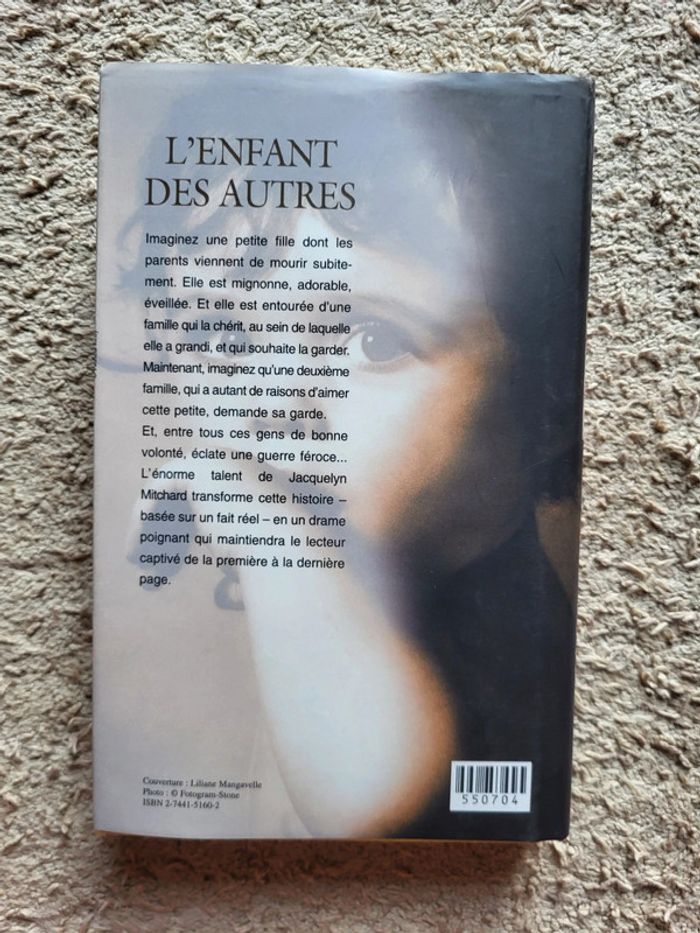 L'ENFANT
DES AUTRES
Imaginez une petite fille dont les
parents viennent de mourir subite-
ment. Elle est mignonne, adorable,
éveillée. Et elle est entourée d'une
famille qui la chérit, au sein de laquelle
elle a grandi, et qui souhaite la garder.
Maintenant, imaginez qu'une deuxième
famille, qui a autant de raisons d'aimer
cette petite, demande sa garde.
Et, entre tous ces gens de bonne
volonté, éclate une guerre féroce...
L'énorme talent de Jacquelyn
Mitchard transforme cette histoire –
basée sur un fait réel – en un drame
poignant qui maintiendra le lecteur
captivé de la première à la dernière
page.
Couverture : Liliane Mangavelle
Photo : © Fotogram-Stone
ISBN 2-7441-5160-2
550704